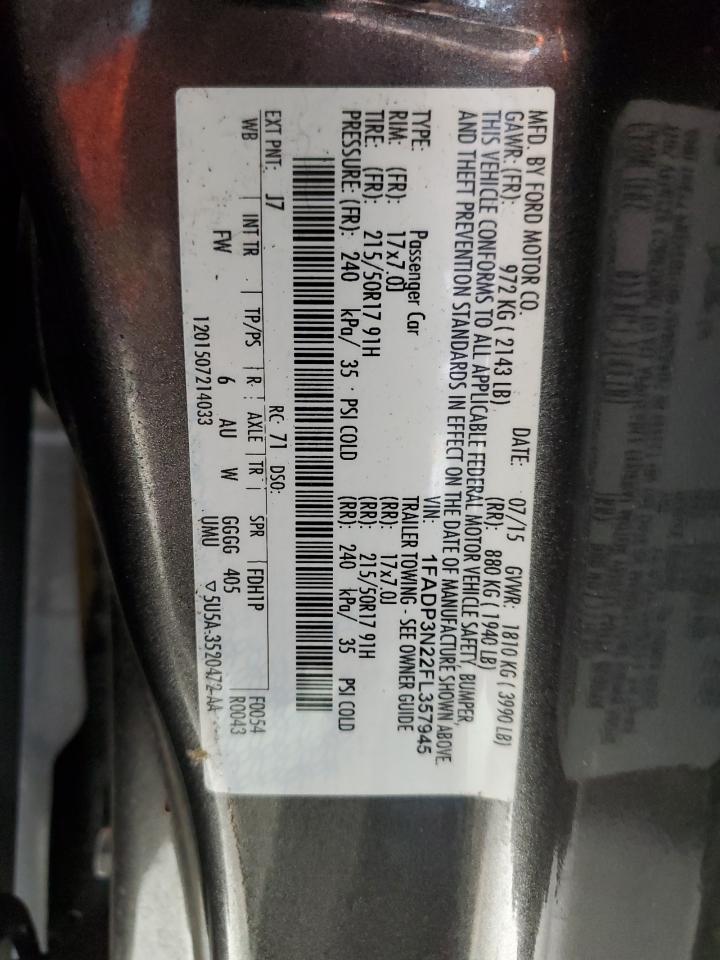 MFD. BY FORD MOTOR CO.
DATE: 07/15 GVWR: 1810 KG ( 3990 LB)
GAWR: (FR): 972 KG ( 2143 LB) (RR): 880 KG ( 1940 LB)
THIS VEHICLE CONFORMS TO ALL APPLICABLE FEDERAL MOTOR VEHICLE SAFETY, BUMPER,
AND THEFT PREVENTION STANDARDS IN EFFECT ON THE DATE OF MANUFACTURE SHOWN ABOVE.
VIN: 1FADP3N22FL357945
TYPE: Passenger Car TRAILER TOWING - SEE OWNER GUIDE
RIM: (FR): 17x7.0J (RR): 17x7.0J
TIRE: (FR): 215/50R17 91H (RR): 215/50R17 91H
PRESSURE: (FR): 240 kPa/ 35 PSI COLD (RR): 240 kPa/ 35 PSI COLD
EXT PNT: J7 RC: 71 DSO: F0054
WB INT TR TP/PS R AXLE TR SPR FDH1P R0043
FW 6 AU W GGGG 405
1201507214033 UMU ▽5U5A-3520472-AA